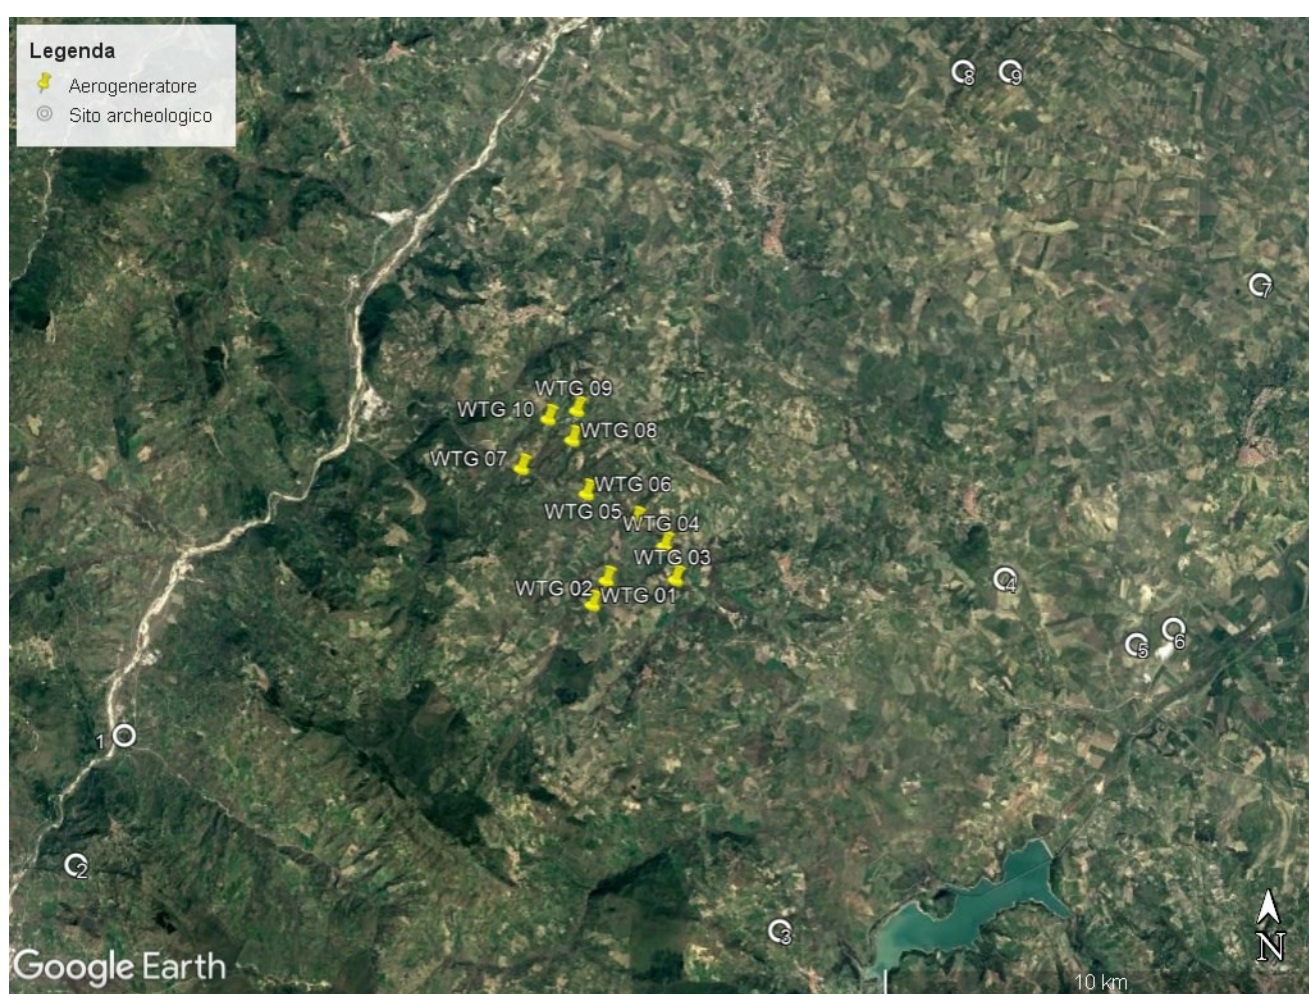 Legenda
Aerogeneratore
Sito archeologico
8
9
7
WTG 09
WTG 10
WTG 08
WTG 07
WTG 06
WTG 05
WTG 04
WTG 03
WTG 02
WTG 01
4
5
6
1
2
3
N
Google Earth
10 km